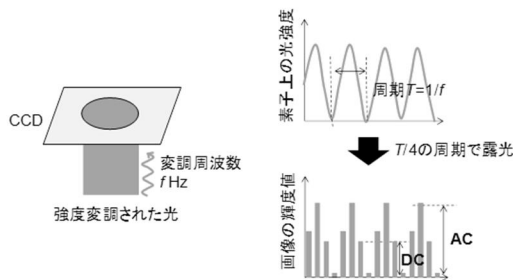 CCD
変調周波数
f Hz
強度変調された光
素子上の光強度
周期T=1/f
T/4の周期で露光
画像の輝度値
DC
AC